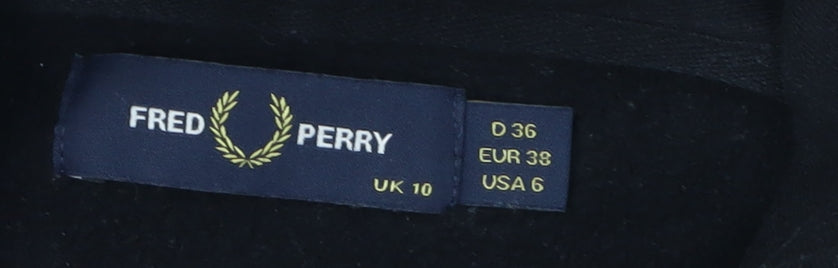 FRED PERRY
UK 10
D 36
EUR 38
USA 6